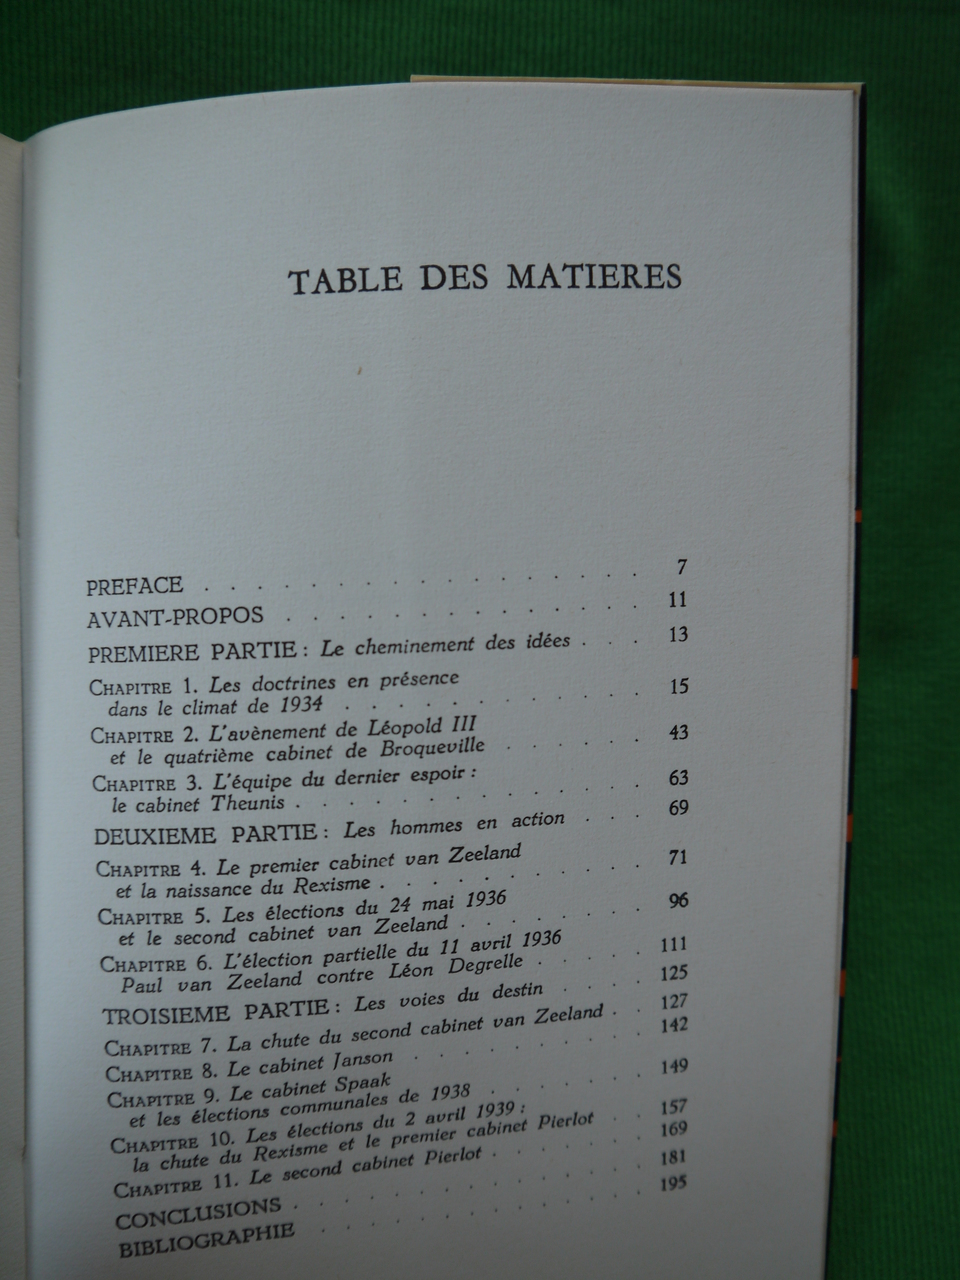 TABLE DES MATIERES
PREFACE . . . . . . . . . . . . . . . . . 7
AVANT-PROPOS . . . . . . . . . . . . . . 11
PREMIERE PARTIE : Le cheminement des idées . . . 13
CHAPITRE 1. Les doctrines en présence
dans le climat de 1934 . . . . . . . . . . . . 15
CHAPITRE 2. L'avènement de Léopold III
et le quatrième cabinet de Broqueville . . . . . 43
CHAPITRE 3. L'équipe du dernier espoir :
le cabinet Theunis . . . . . . . . . . . . . . 63
DEUXIEME PARTIE : Les hommes en action . . . 69
CHAPITRE 4. Le premier cabinet van Zeeland
et la naissance du Rexisme . . . . . . . . . . 71
CHAPITRE 5. Les élections du 24 mai 1936
et le second cabinet van Zeeland . . . . . . . 96
CHAPITRE 6. L'élection partielle du 11 avril 1936
Paul van Zeeland contre Léon Degrelle . . . . . 111
TROISIEME PARTIE : Les voies du destin . . . . 125
CHAPITRE 7. La chute du second cabinet van Zeeland . . 127
CHAPITRE 8. Le cabinet Janson . . . . . . . . . 142
CHAPITRE 9. Le cabinet Spaak
et les élections communales de 1938 . . . . . . 149
CHAPITRE 10. Les élections du 2 avril 1939 :
la chute du Rexisme et le premier cabinet Pierlot . . 157
CHAPITRE 11. Le second cabinet Pierlot . . . . . . 169
CONCLUSIONS . . . . . . . . . . . . . . 181
BIBLIOGRAPHIE . . . . . . . . . . . . . 195